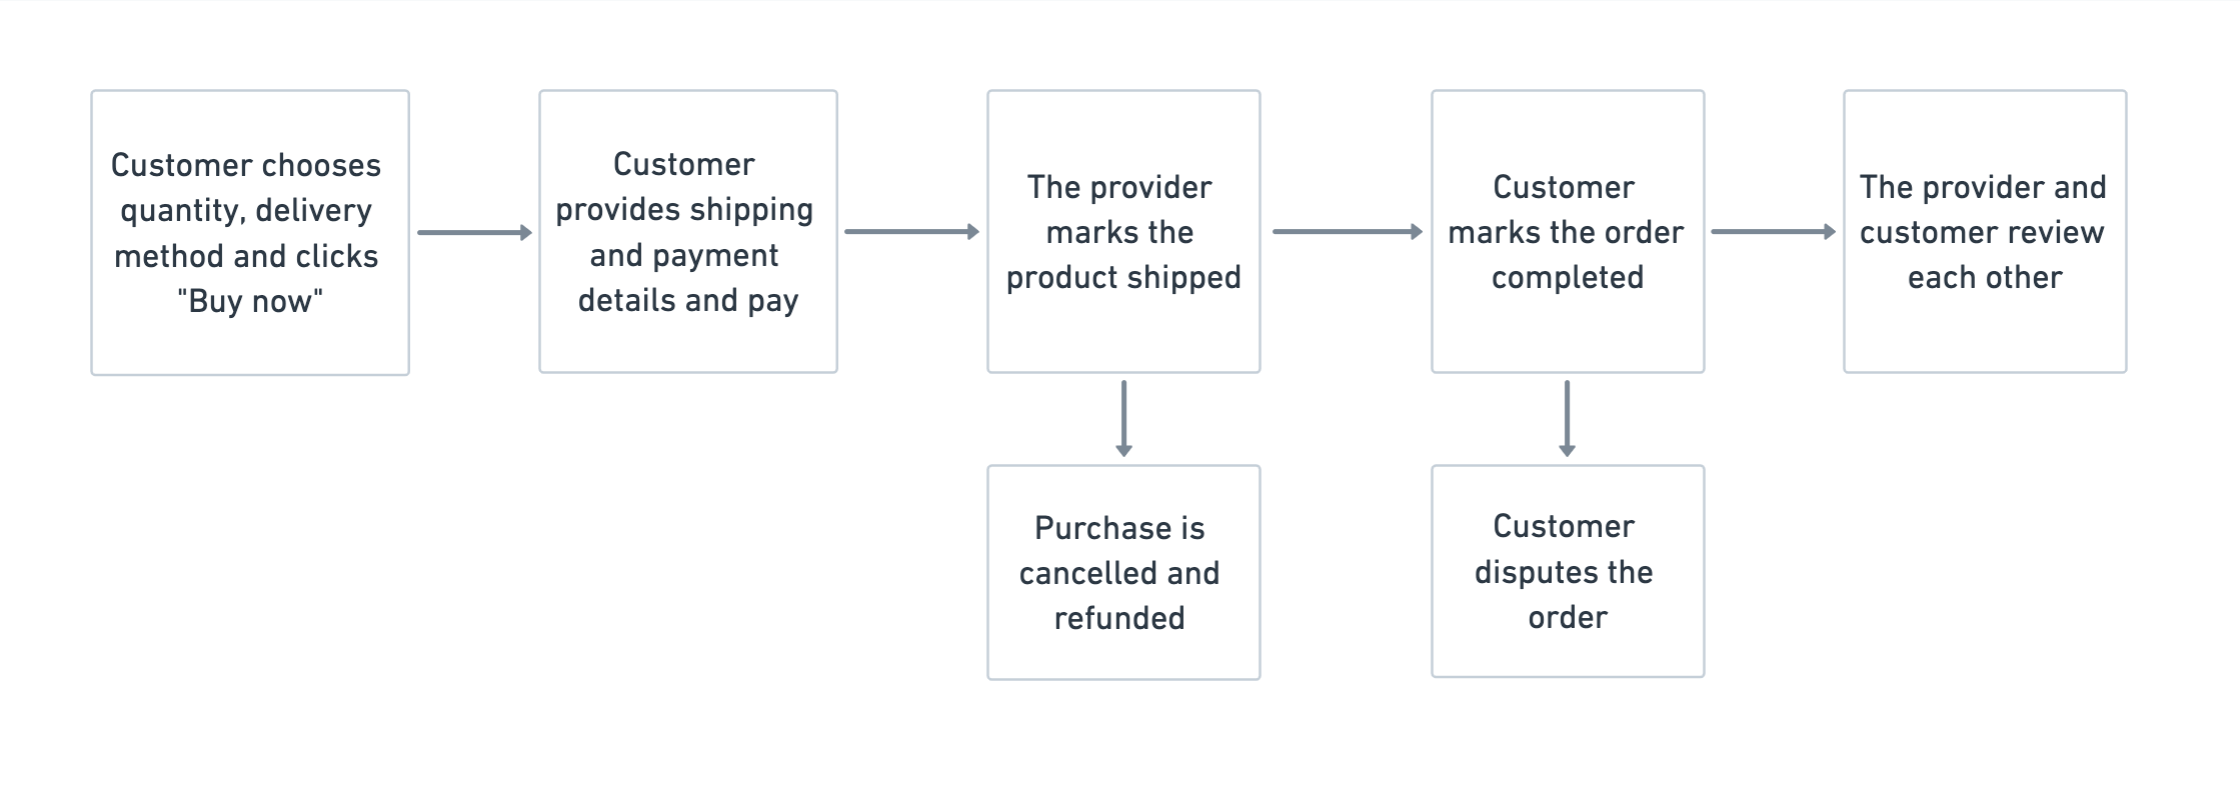 Customer chooses
quantity, delivery
method and clicks
"Buy now"
Customer
provides shipping
and payment
details and pay
The provider
marks the
product shipped
Customer
marks the order
completed
The provider and
customer review
each other
Purchase is
cancelled and
refunded
Customer
disputes the
order